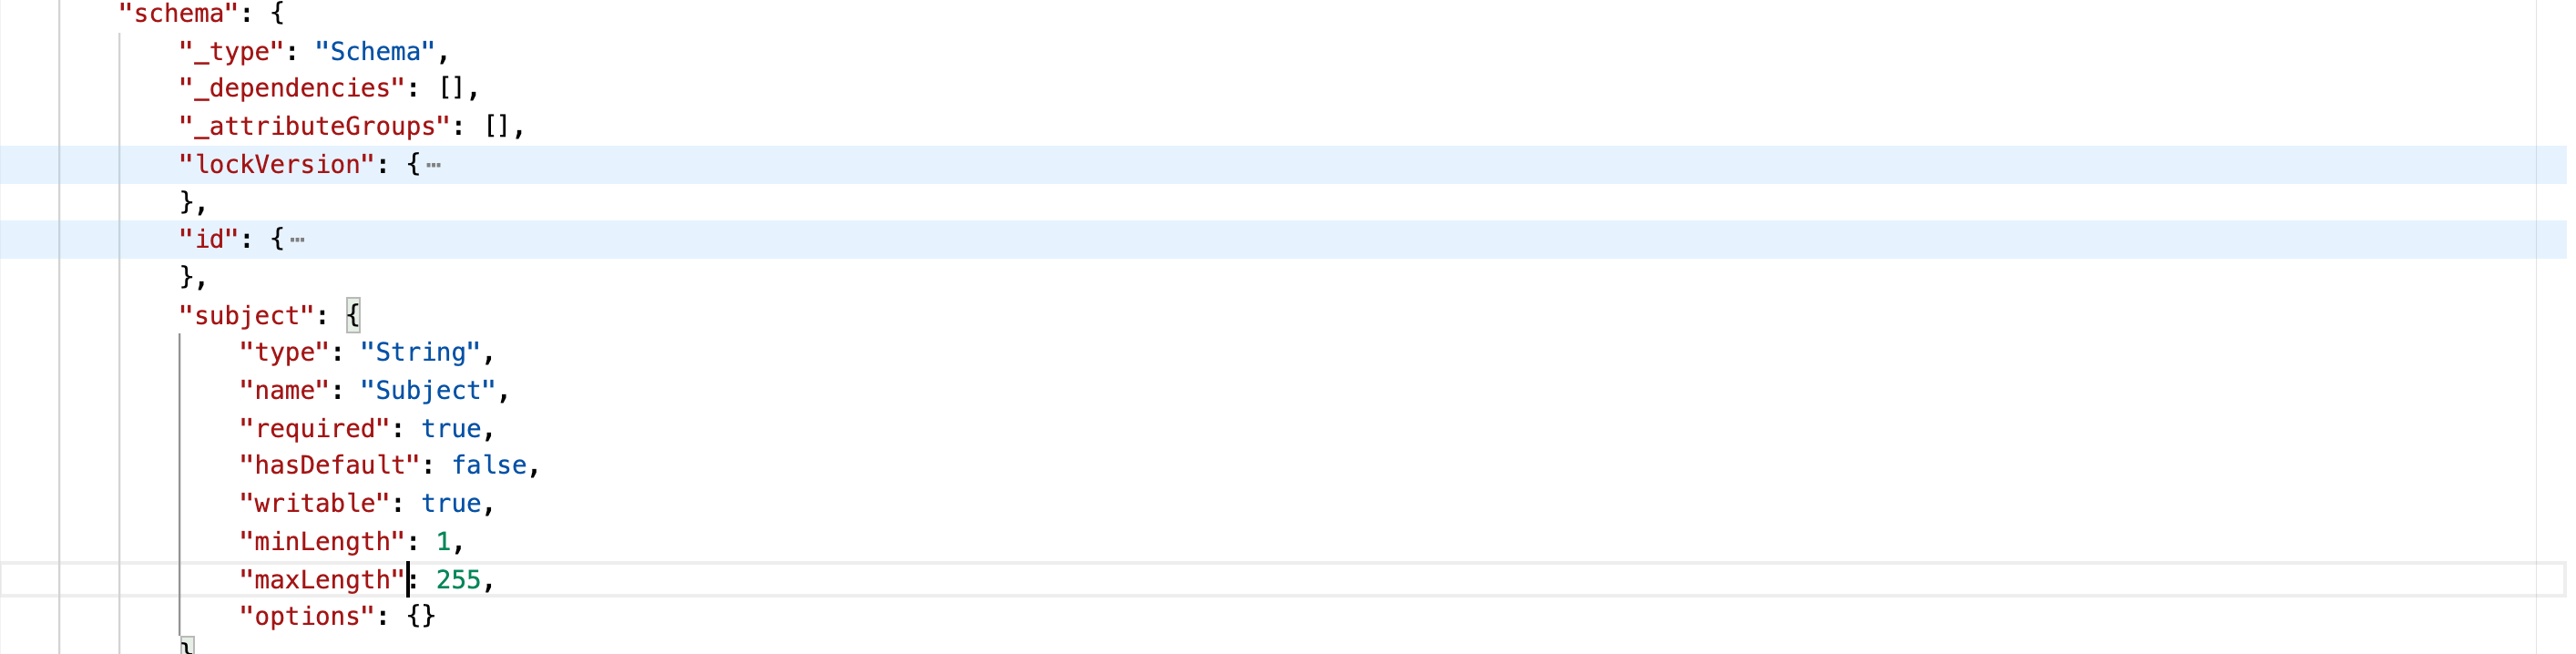 "schema": {
"_type": "Schema",
"_dependencies": [],
"_attributeGroups": [],
"lockVersion": {⋯
},
"id": {⋯
},
"subject": {
"type": "String",
"name": "Subject",
"required": true,
"hasDefault": false,
"writable": true,
"minLength": 1,
"maxLength": 255,
"options": {}
}